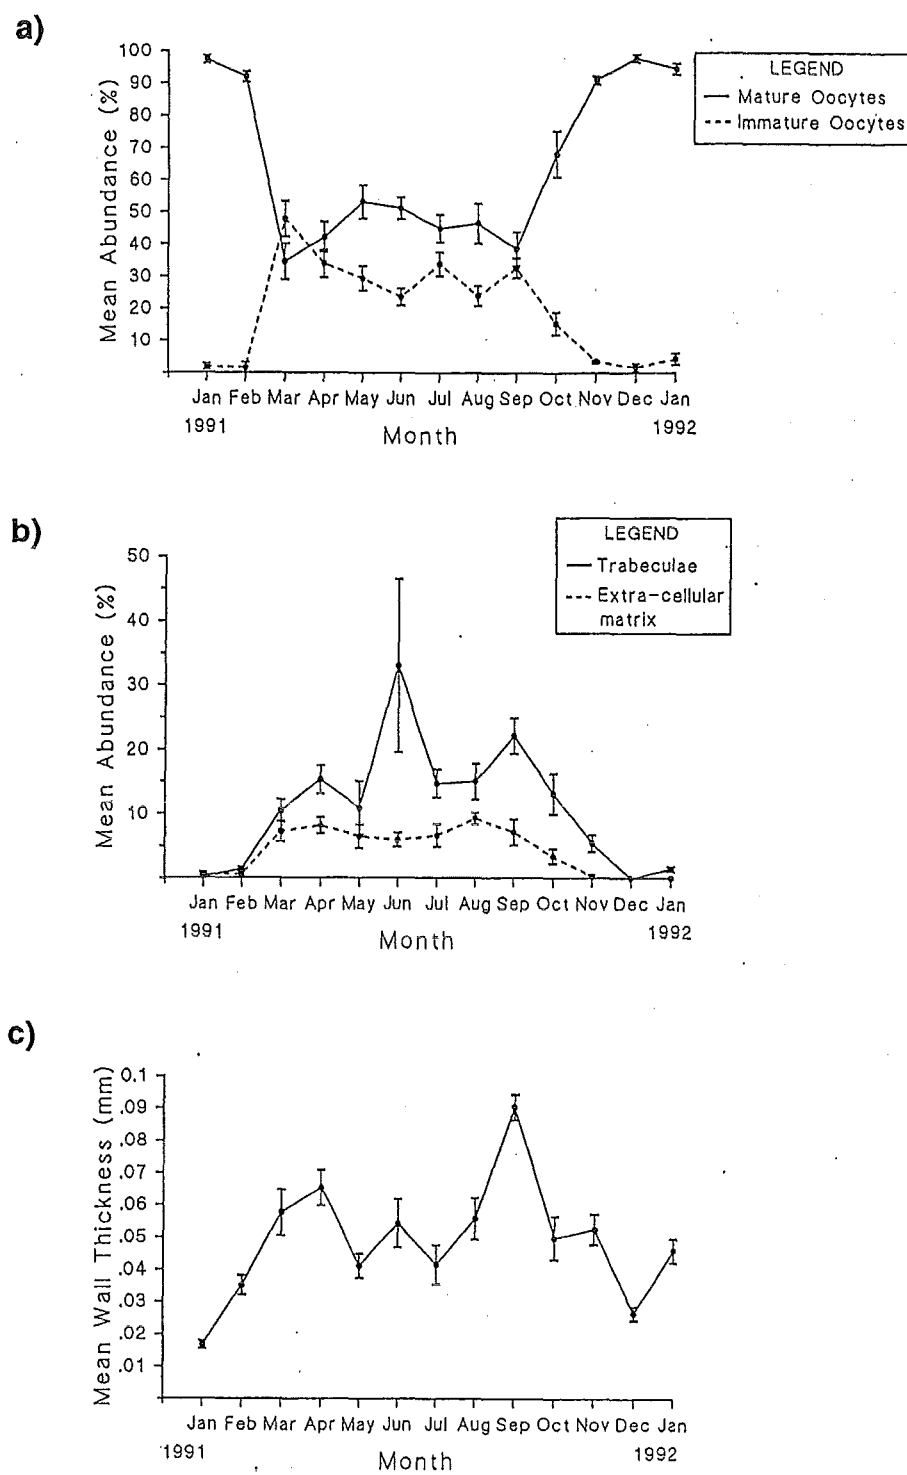 a)
100
90
80
70
60
50
40
30
20
10
Mean Abundance (%)
LEGEND
Mature Oocytes
Immature Oocytes
Jan Feb Mar Apr May Jun Jul Aug Sep Oct Nov Dec Jan
1991
1992
Month
b)
50
40
30
20
10
Mean Abundance (%)
LEGEND
Trabeculae
Extra-cellular
matrix
Jan Feb Mar Apr May Jun Jul Aug Sep Oct Nov Dec Jan
1991
1992
Month
c)
0.1
.09
.08
.07
.06
.05
.04
.03
.02
.01
Mean Wall Thickness (mm)
Jan Feb Mar Apr May Jun Jul Aug Sep Oct Nov Dec Jan
1991
1992
Month